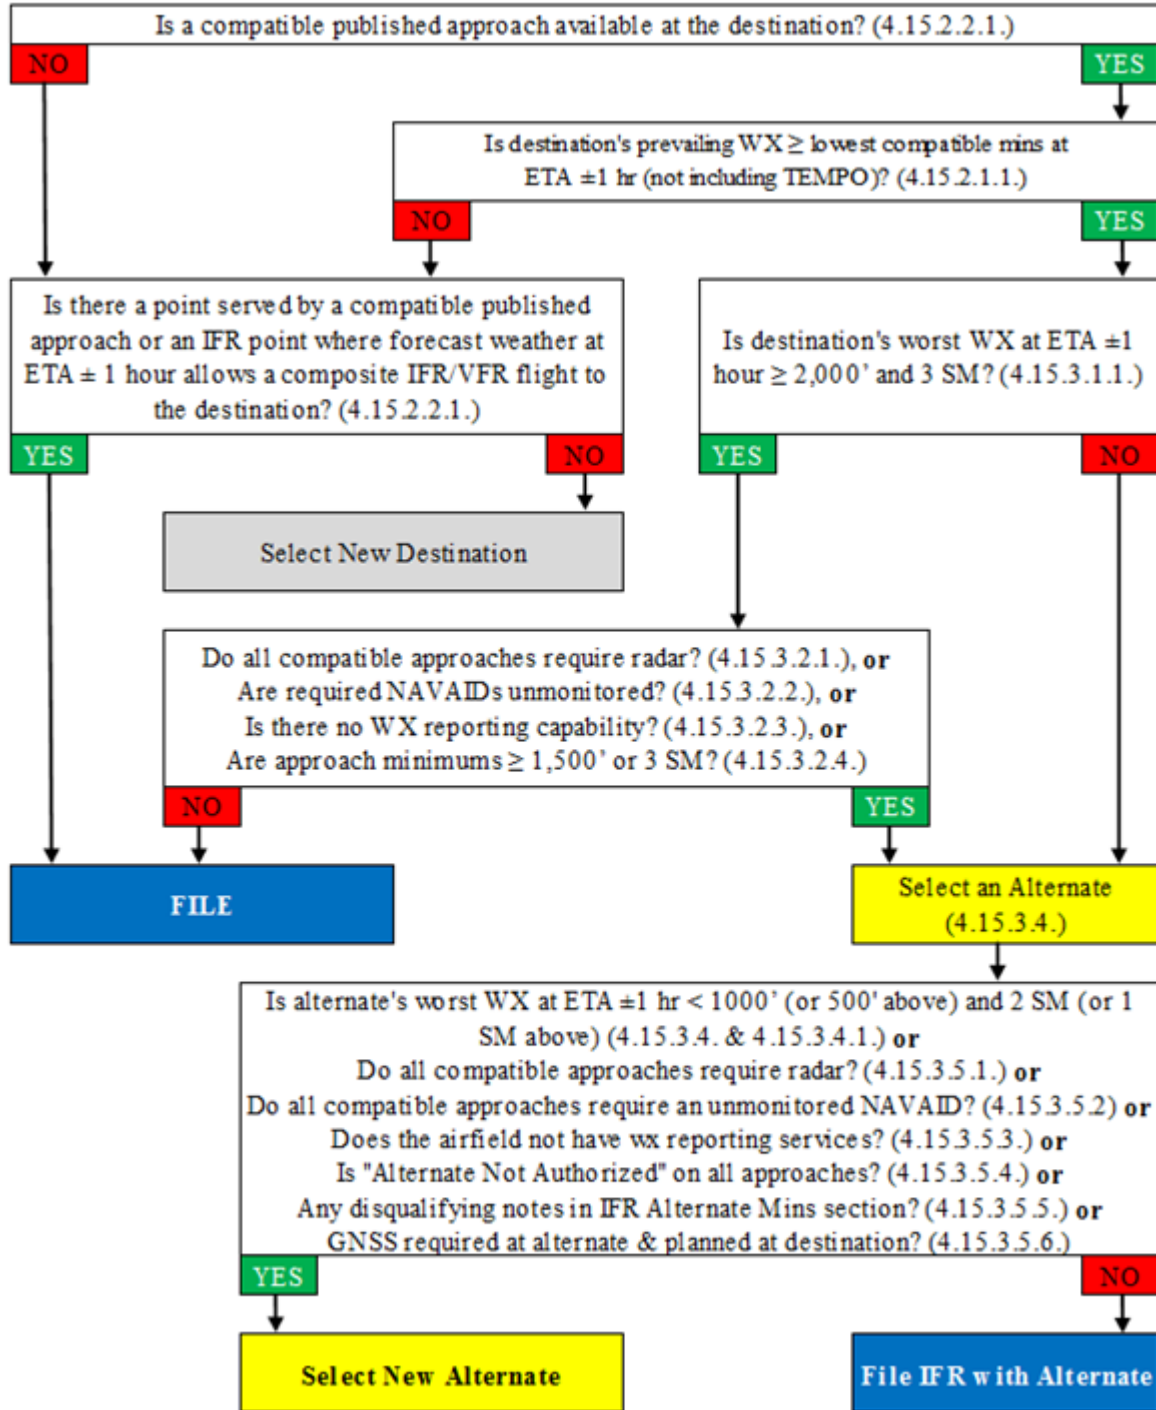 Is a compatible published approach available at the destination? (4.15.2.2.1.)
NO
YES
Is destination's prevailing WX ≥ lowest compatible mins at
ETA ±1 hr (not including TEMPO)? (4.15.2.1.1.)
NO
YES
Is there a point served by a compatible published
approach or an IFR point where forecast weather at
ETA ± 1 hour allows a composite IFR/VFR flight to
the destination? (4.15.2.2.1.)
YES
NO
Is destination's worst WX at ETA ±1
hour ≥ 2,000’ and 3 SM? (4.15.3.1.1.)
YES
NO
Select New Destination
Do all compatible approaches require radar? (4.15.3.2.1.), or
Are required NAVAIDs unmonitored? (4.15.3.2.2.), or
Is there no WX reporting capability? (4.15.3.2.3.), or
Are approach minimums ≥ 1,500’ or 3 SM? (4.15.3.2.4.)
NO
YES
FILE
Select an Alternate
(4.15.3.4.)
Is alternate's worst WX at ETA ±1 hr < 1000’ (or 500' above) and 2 SM (or 1
SM above) (4.15.3.4. & 4.15.3.4.1.) or
Do all compatible approaches require radar? (4.15.3.5.1.) or
Do all compatible approaches require an unmonitored NAVAID? (4.15.3.5.2) or
Does the airfield not have wx reporting services? (4.15.3.5.3.) or
Is "Alternate Not Authorized" on all approaches? (4.15.3.5.4.) or
Any disqualifying notes in IFR Alternate Mins section? (4.15.3.5.5.) or
GNSS required at alternate & planned at destination? (4.15.3.5.6.)
YES
NO
Select New Alternate
File IFR with Alternate